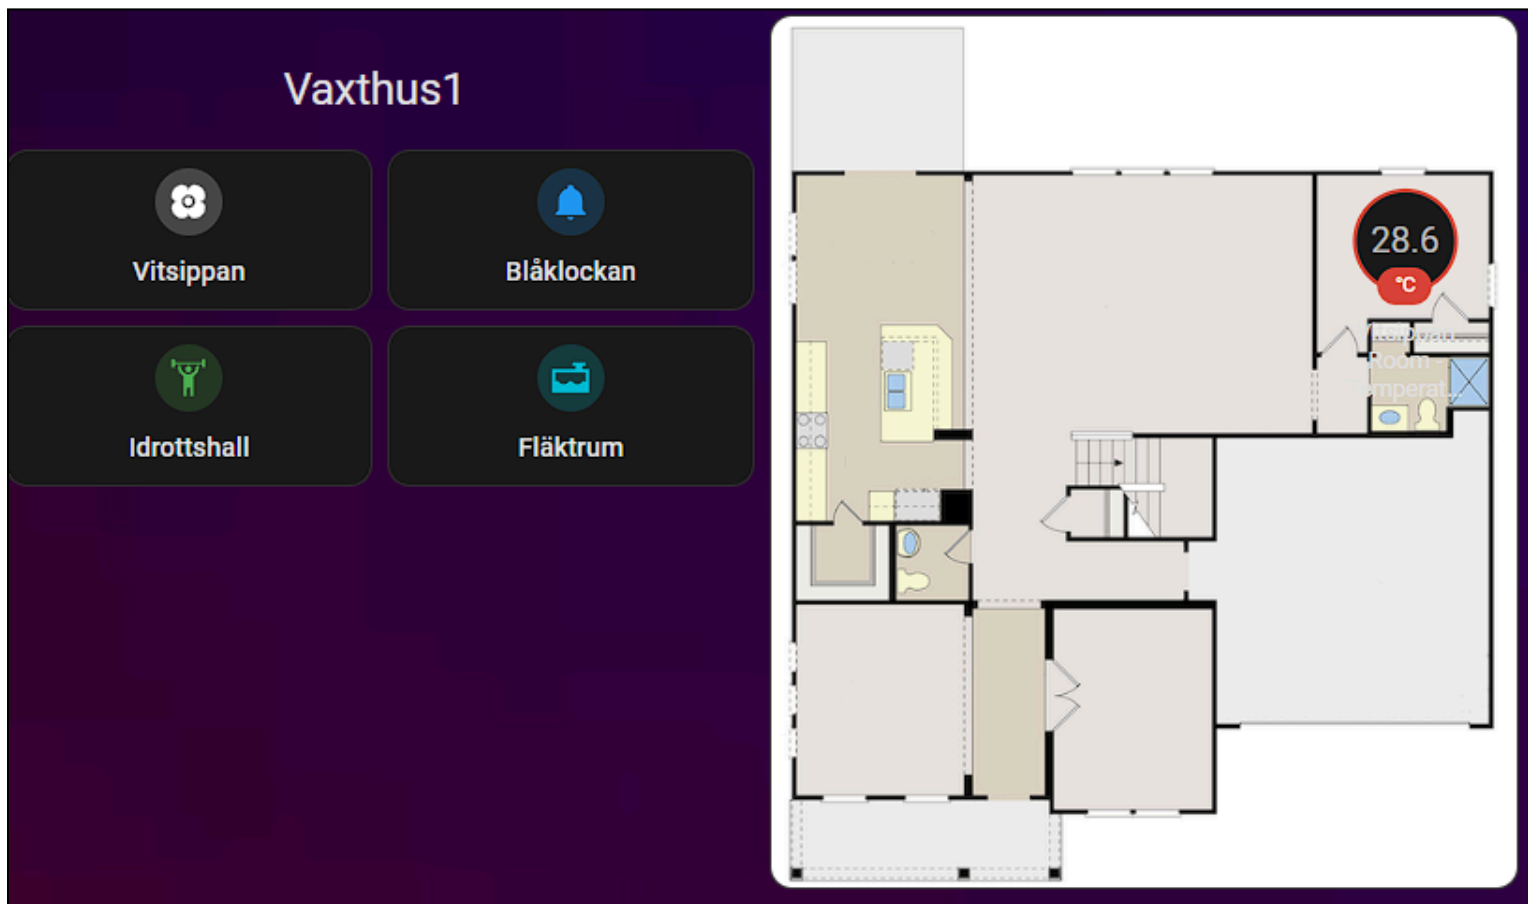 Vaxthus1
Vitsippan
Blåklockan
Idrottshall
Fläktrum
28.6
°C
Room -